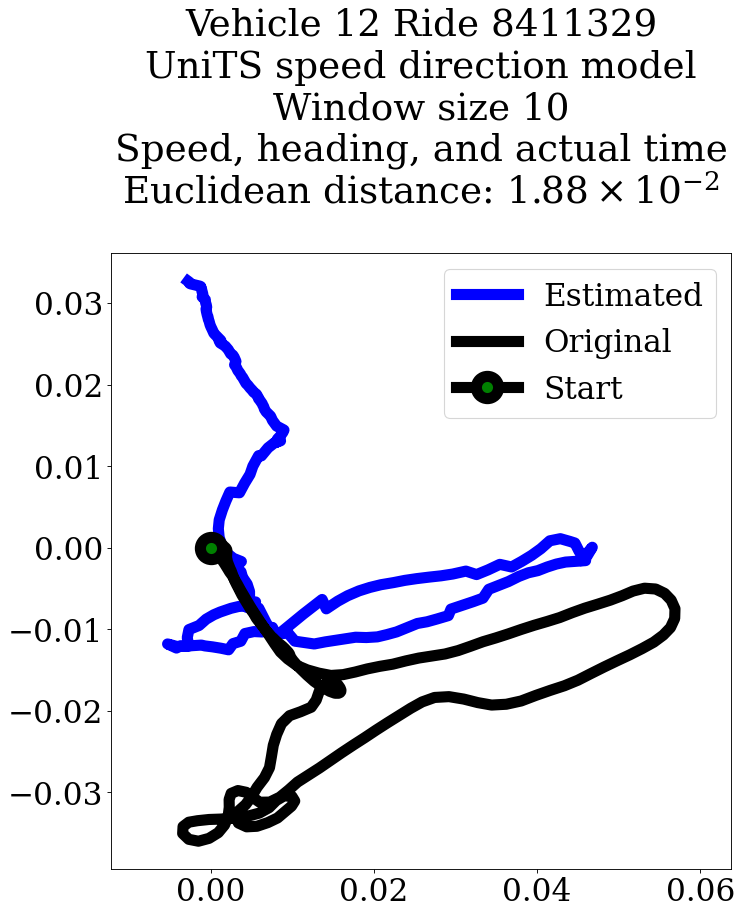 Vehicle 12 Ride 8411329
UniTS speed direction model
Window size 10
Speed, heading, and actual time
Euclidean distance: 1.88 × 10⁻²
Estimated
Original
Start
0.03
0.02
0.01
0.00
−0.01
−0.02
−0.03
0.00 0.02 0.04 0.06